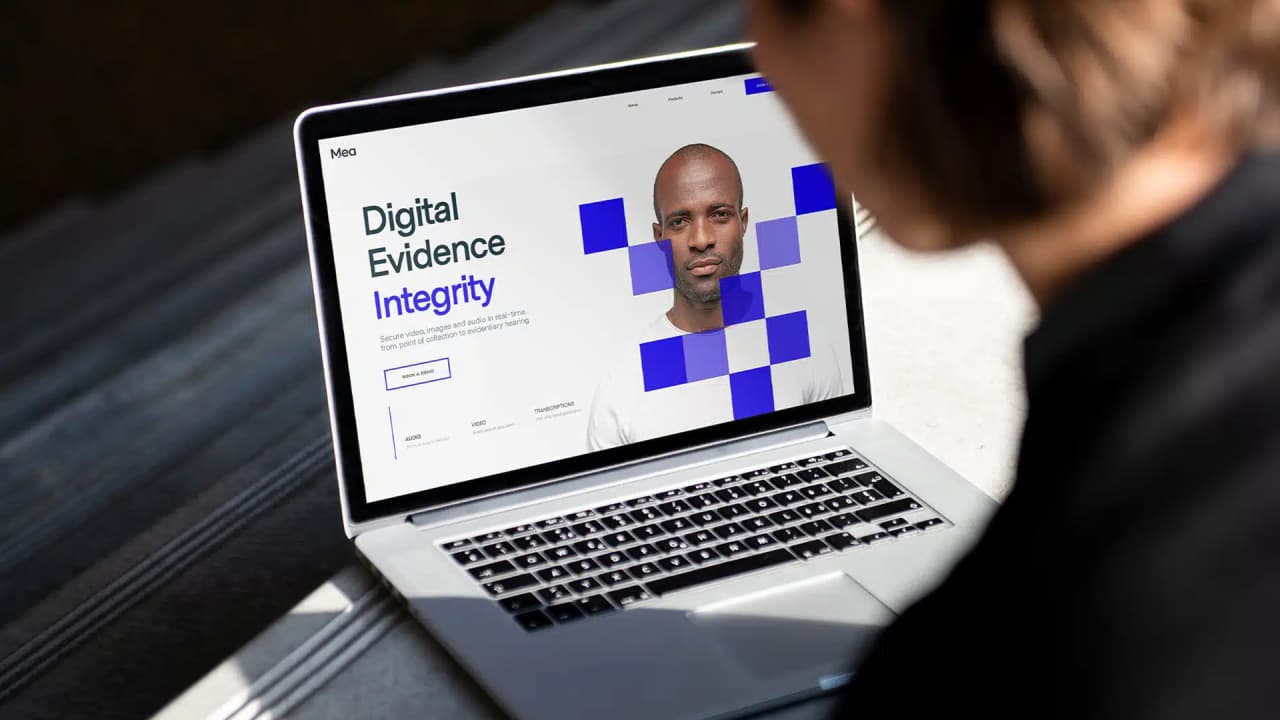 Mea
Home Products Contact
Digital
Evidence
Integrity
Secure video, images and audio in real-time,
from point of collection to evidentiary hearing
BOOK A DEMO
AUDIO
VIDEO
TRANSCRIPTIONS